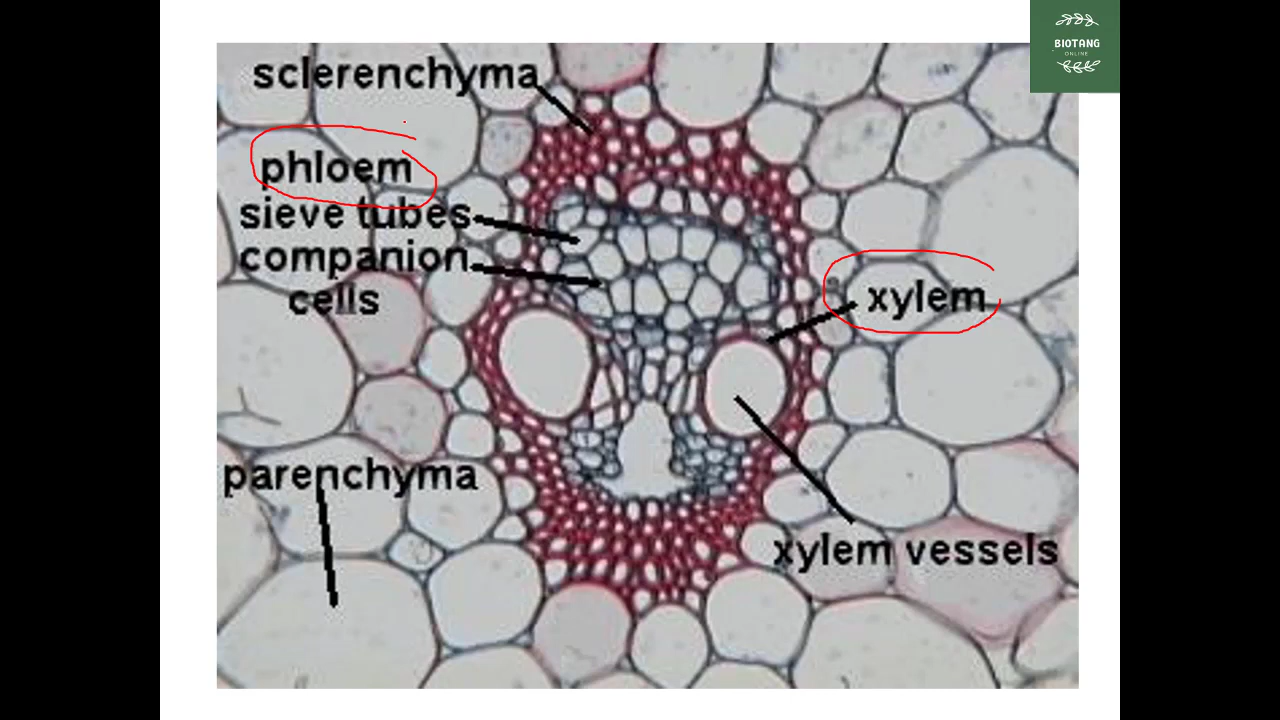 BIOTANG
ONLINE
sclerenchyma
phloem
sieve tubes
companion
cells
xylem
parenchyma
xylem vessels